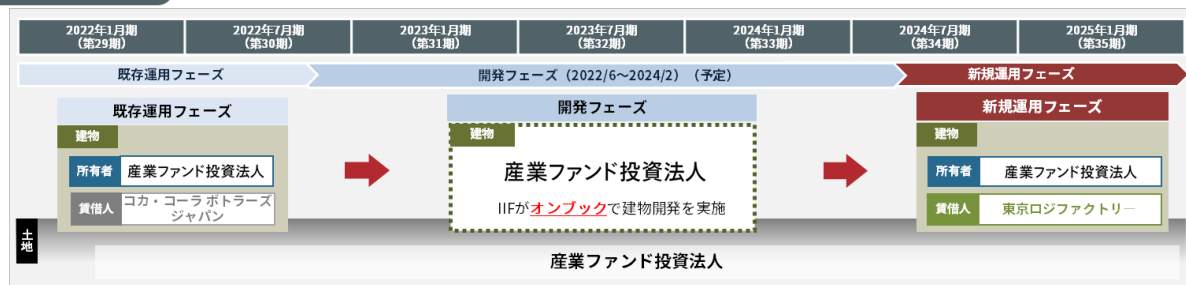 2022年1月期
（第29期）
2022年7月期
（第30期）
2023年1月期
（第31期）
2023年7月期
（第32期）
2024年1月期
（第33期）
2024年7月期
（第34期）
2025年1月期
（第35期）
既存運用フェーズ
開発フェーズ（2022/6～2024/2）（予定）
新規運用フェーズ
既存運用フェーズ
建物
所有者 産業ファンド投資法人
賃借人 コカ・コーラ ボトラーズ
ジャパン
開発フェーズ
建物
産業ファンド投資法人
IIFがオンブックで建物開発を実施
新規運用フェーズ
建物
所有者 産業ファンド投資法人
賃借人 東京ロジファクトリ―
土地
産業ファンド投資法人